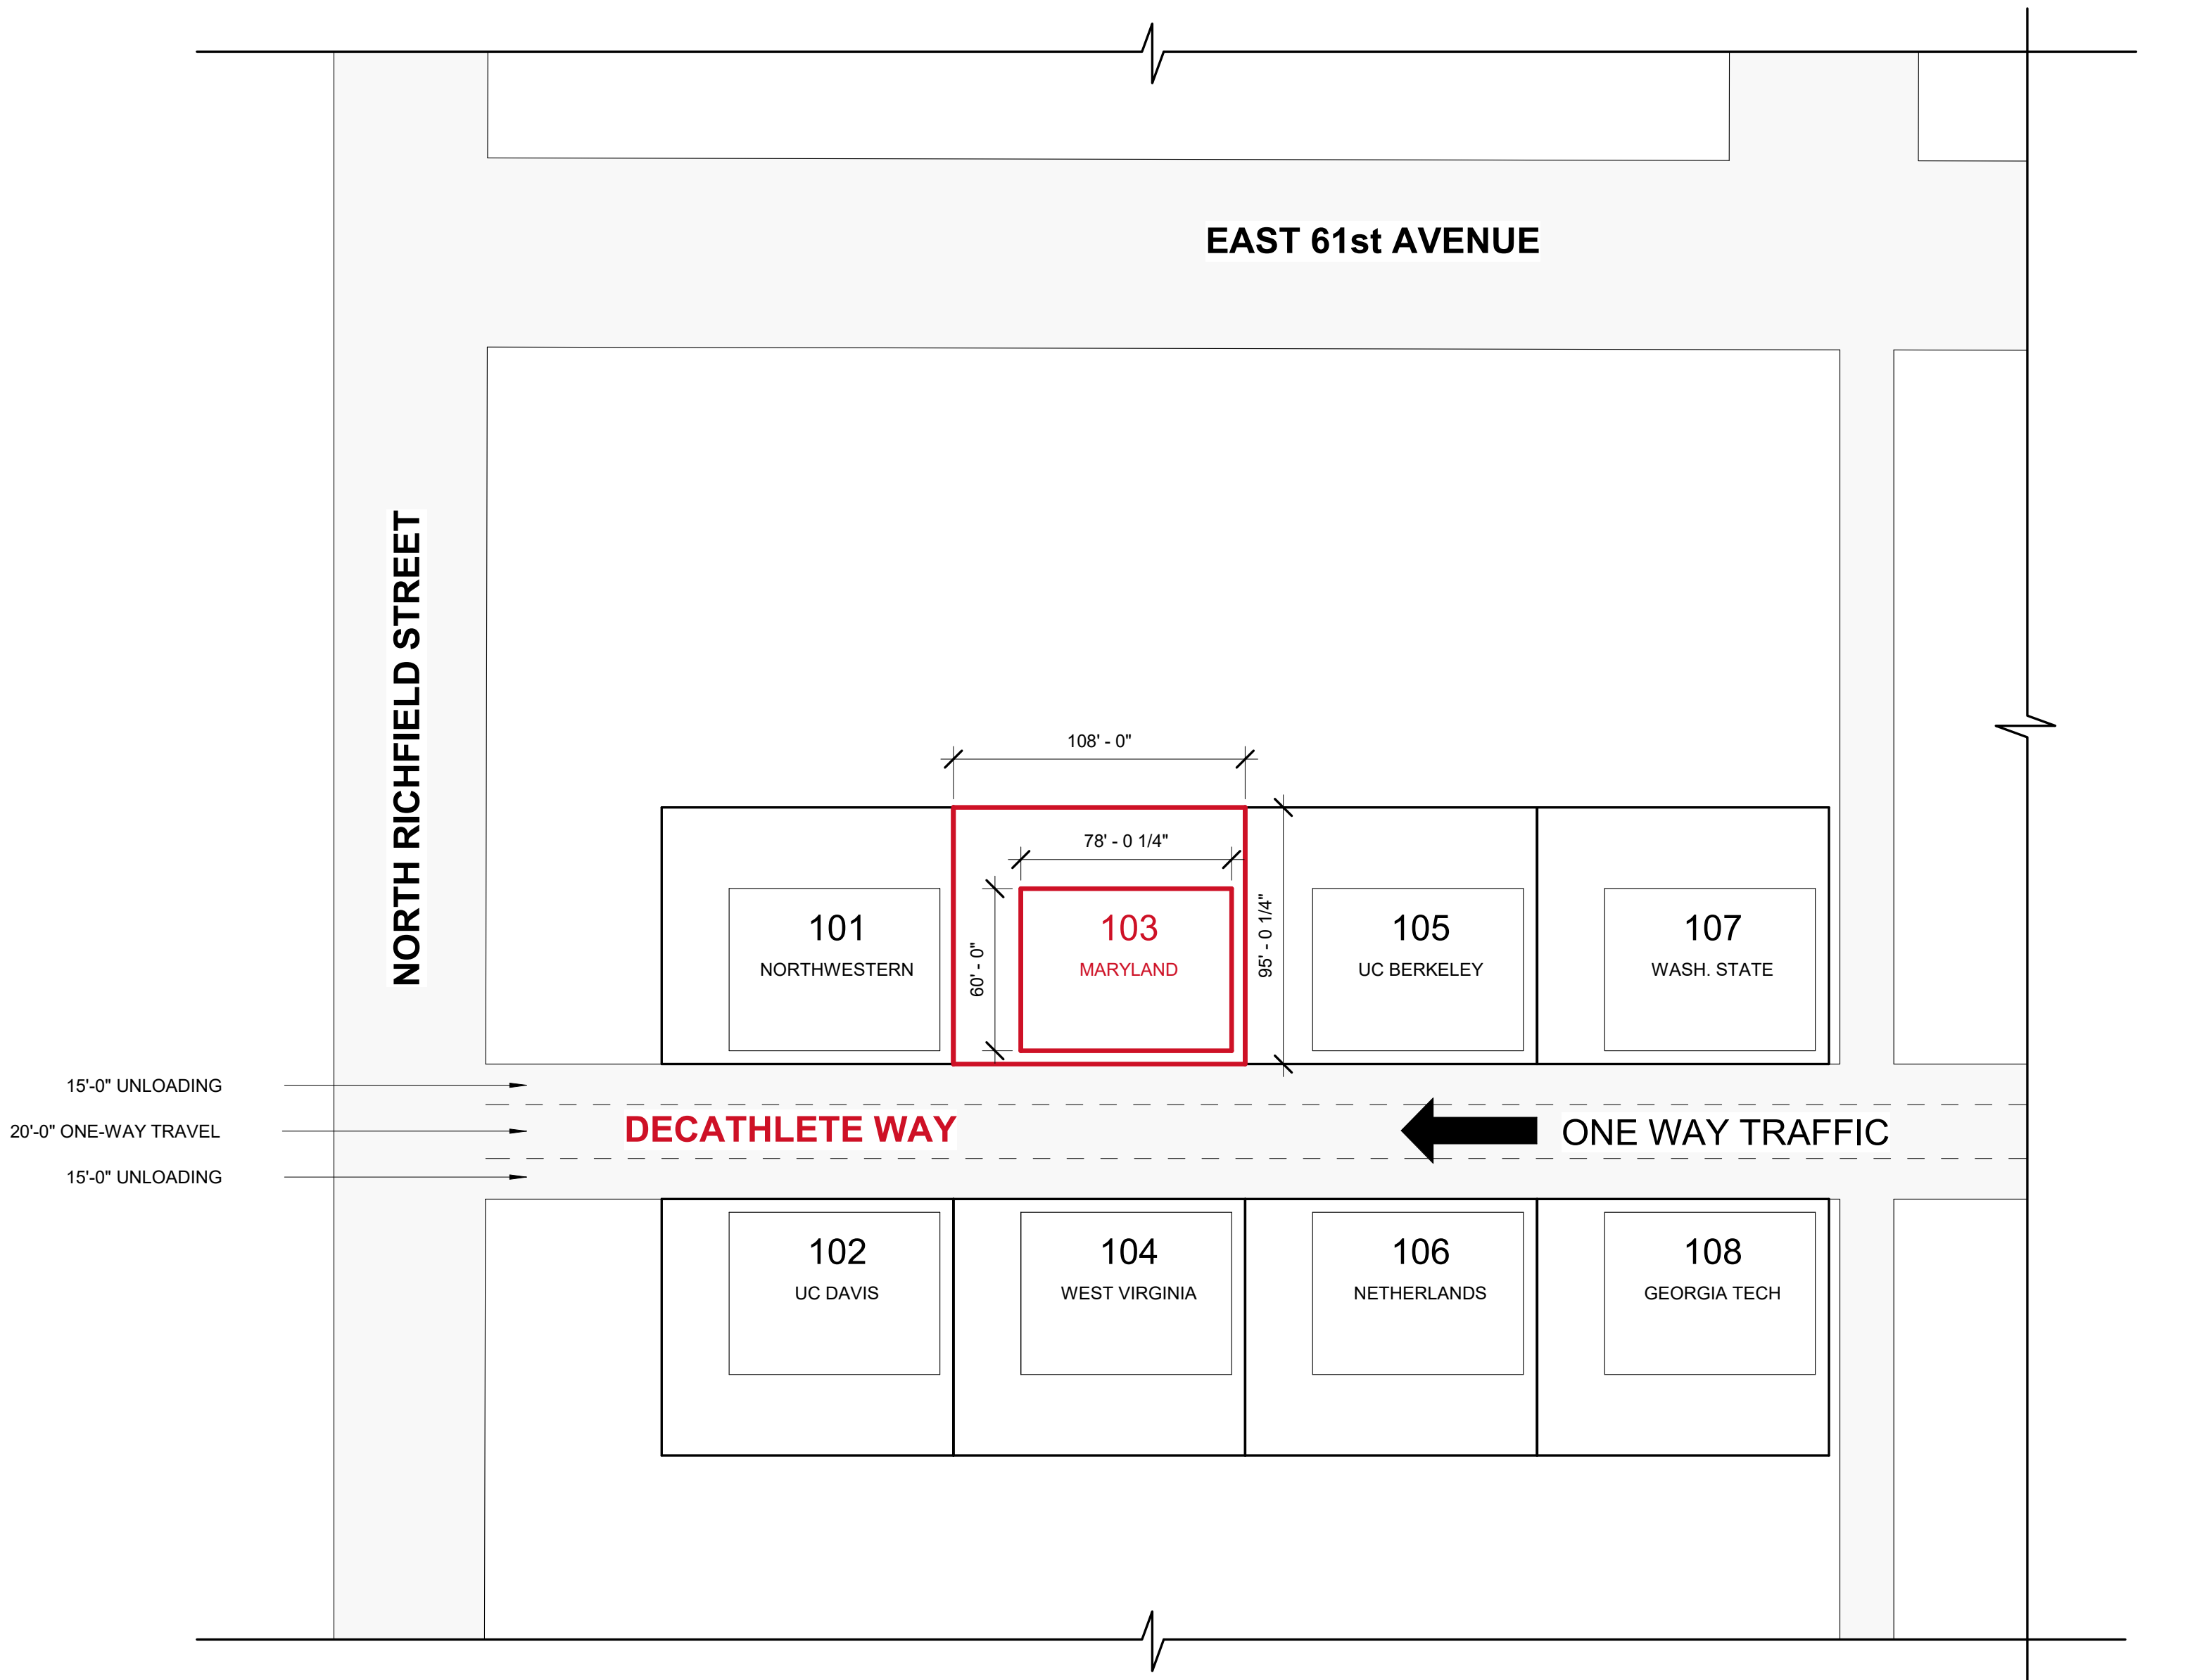 EAST 61st AVENUE
NORTH RICHFIELD STREET
108' - 0"
78' - 0 1/4"
60' - 0"
95' - 0 1/4"
101
NORTHWESTERN
103
MARYLAND
105
UC BERKELEY
107
WASH. STATE
15'-0" UNLOADING
20'-0" ONE-WAY TRAVEL
15'-0" UNLOADING
DECATHLETE WAY
ONE WAY TRAFFIC
102
UC DAVIS
104
WEST VIRGINIA
106
NETHERLANDS
108
GEORGIA TECH